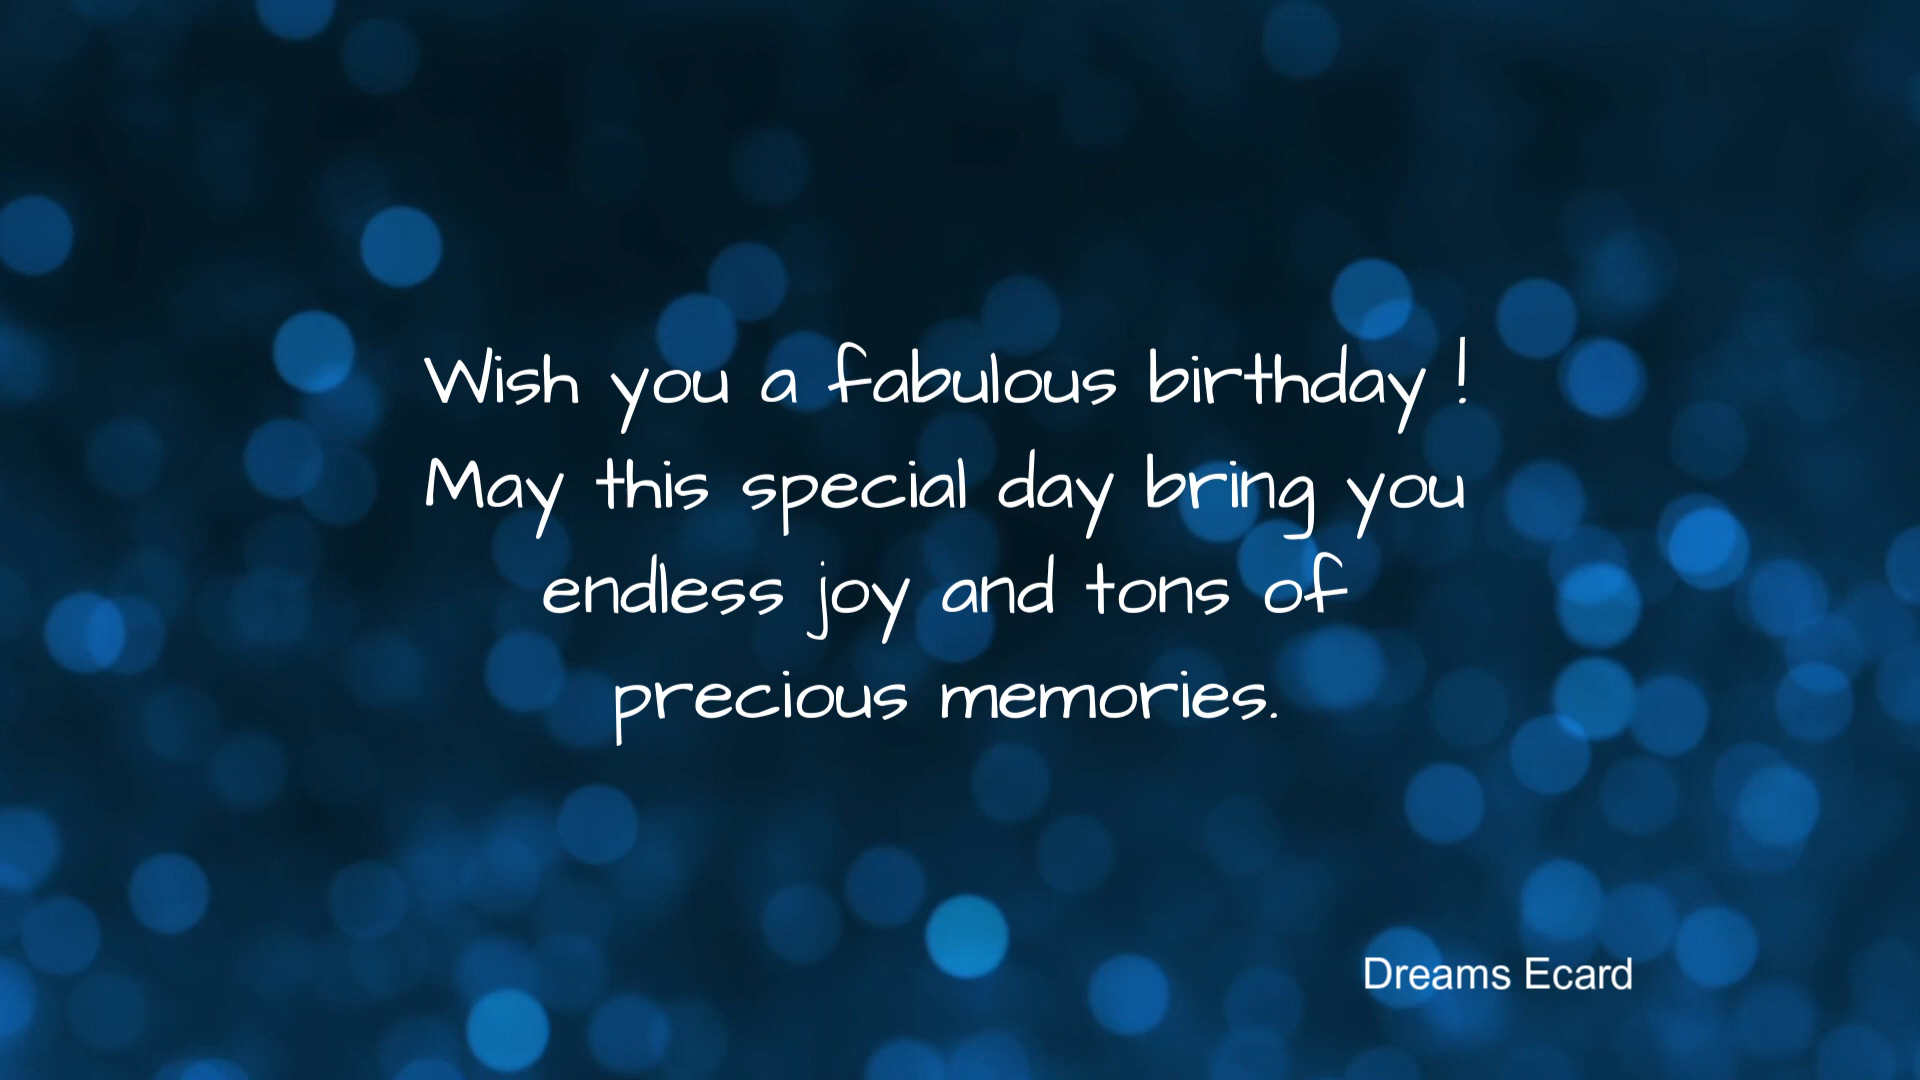 Wish you a fabulous birthday !
May this special day bring you
endless joy and tons of
precious memories.
Dreams Ecard